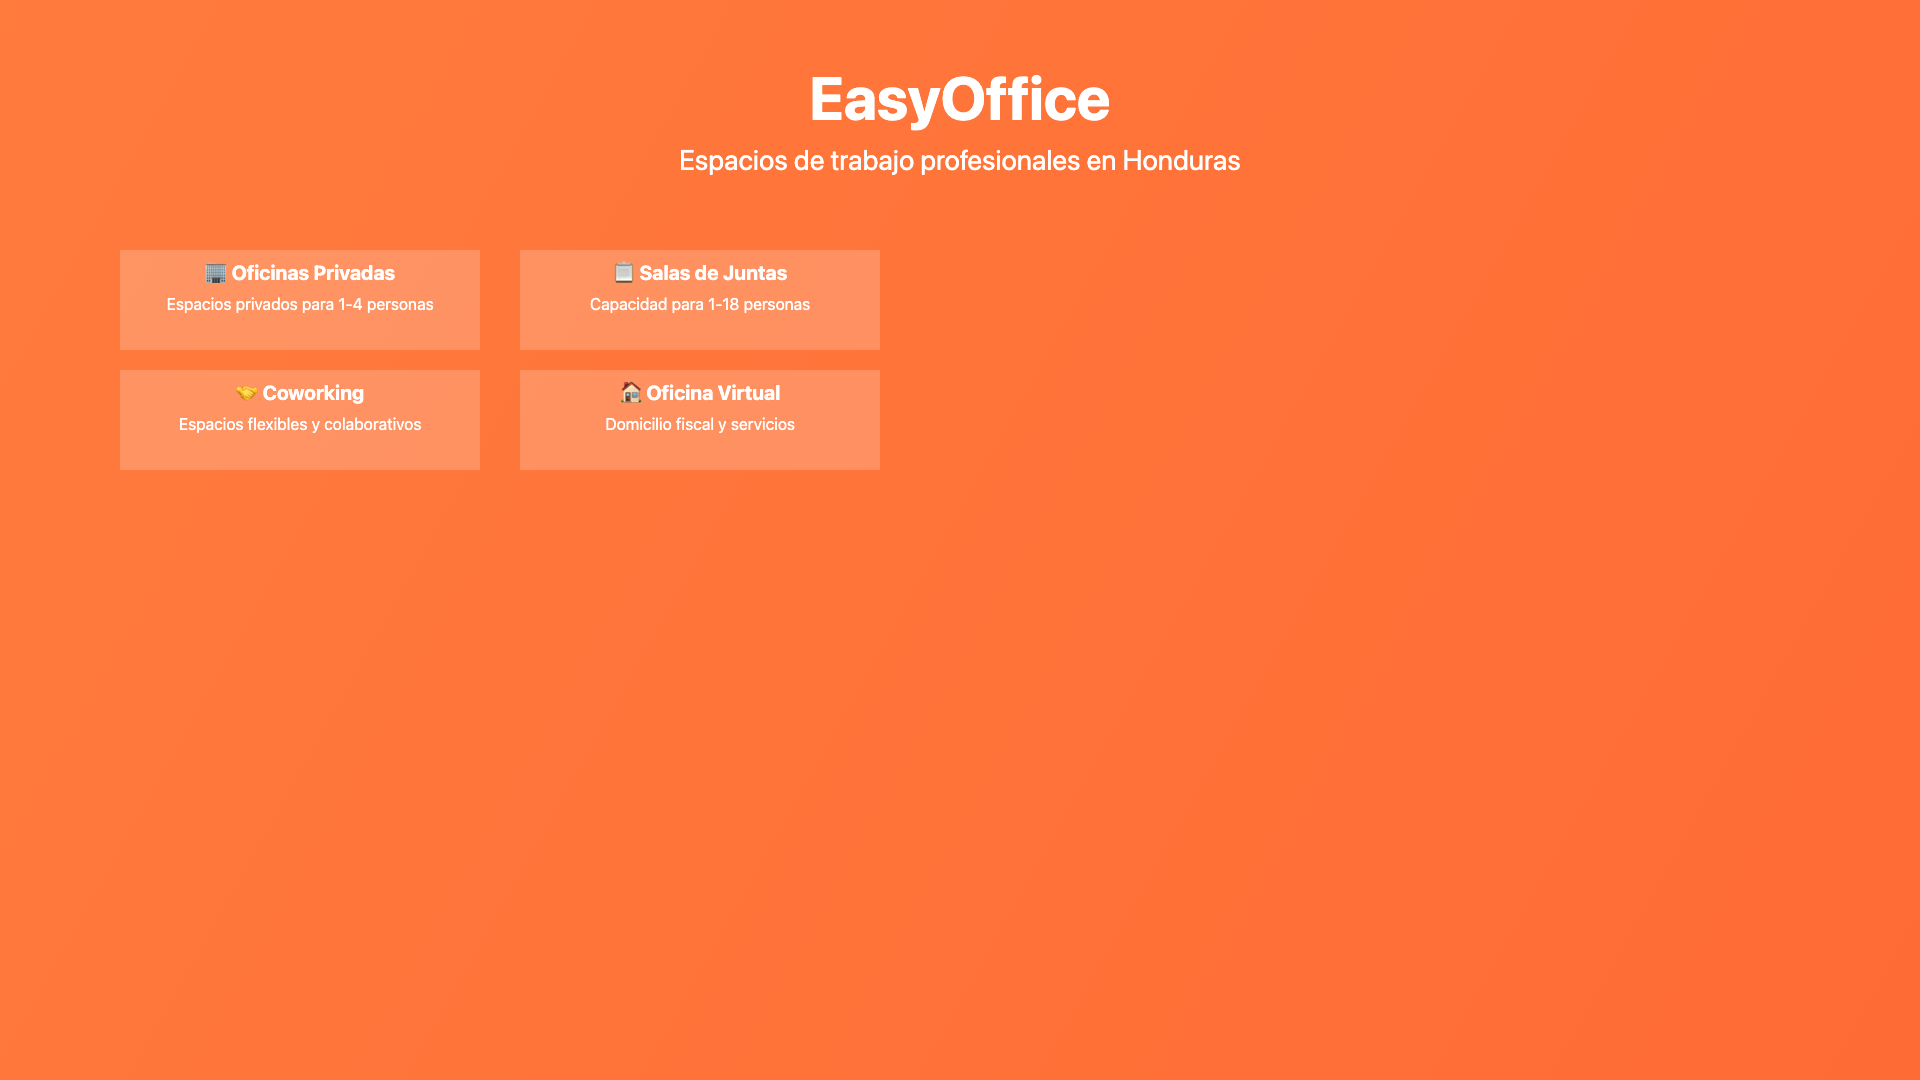 EasyOffice
Espacios de trabajo profesionales en Honduras
🏢 Oficinas Privadas
Espacios privados para 1-4 personas
📋 Salas de Juntas
Capacidad para 1-18 personas
🤝 Coworking
Espacios flexibles y colaborativos
🏠 Oficina Virtual
Domicilio fiscal y servicios